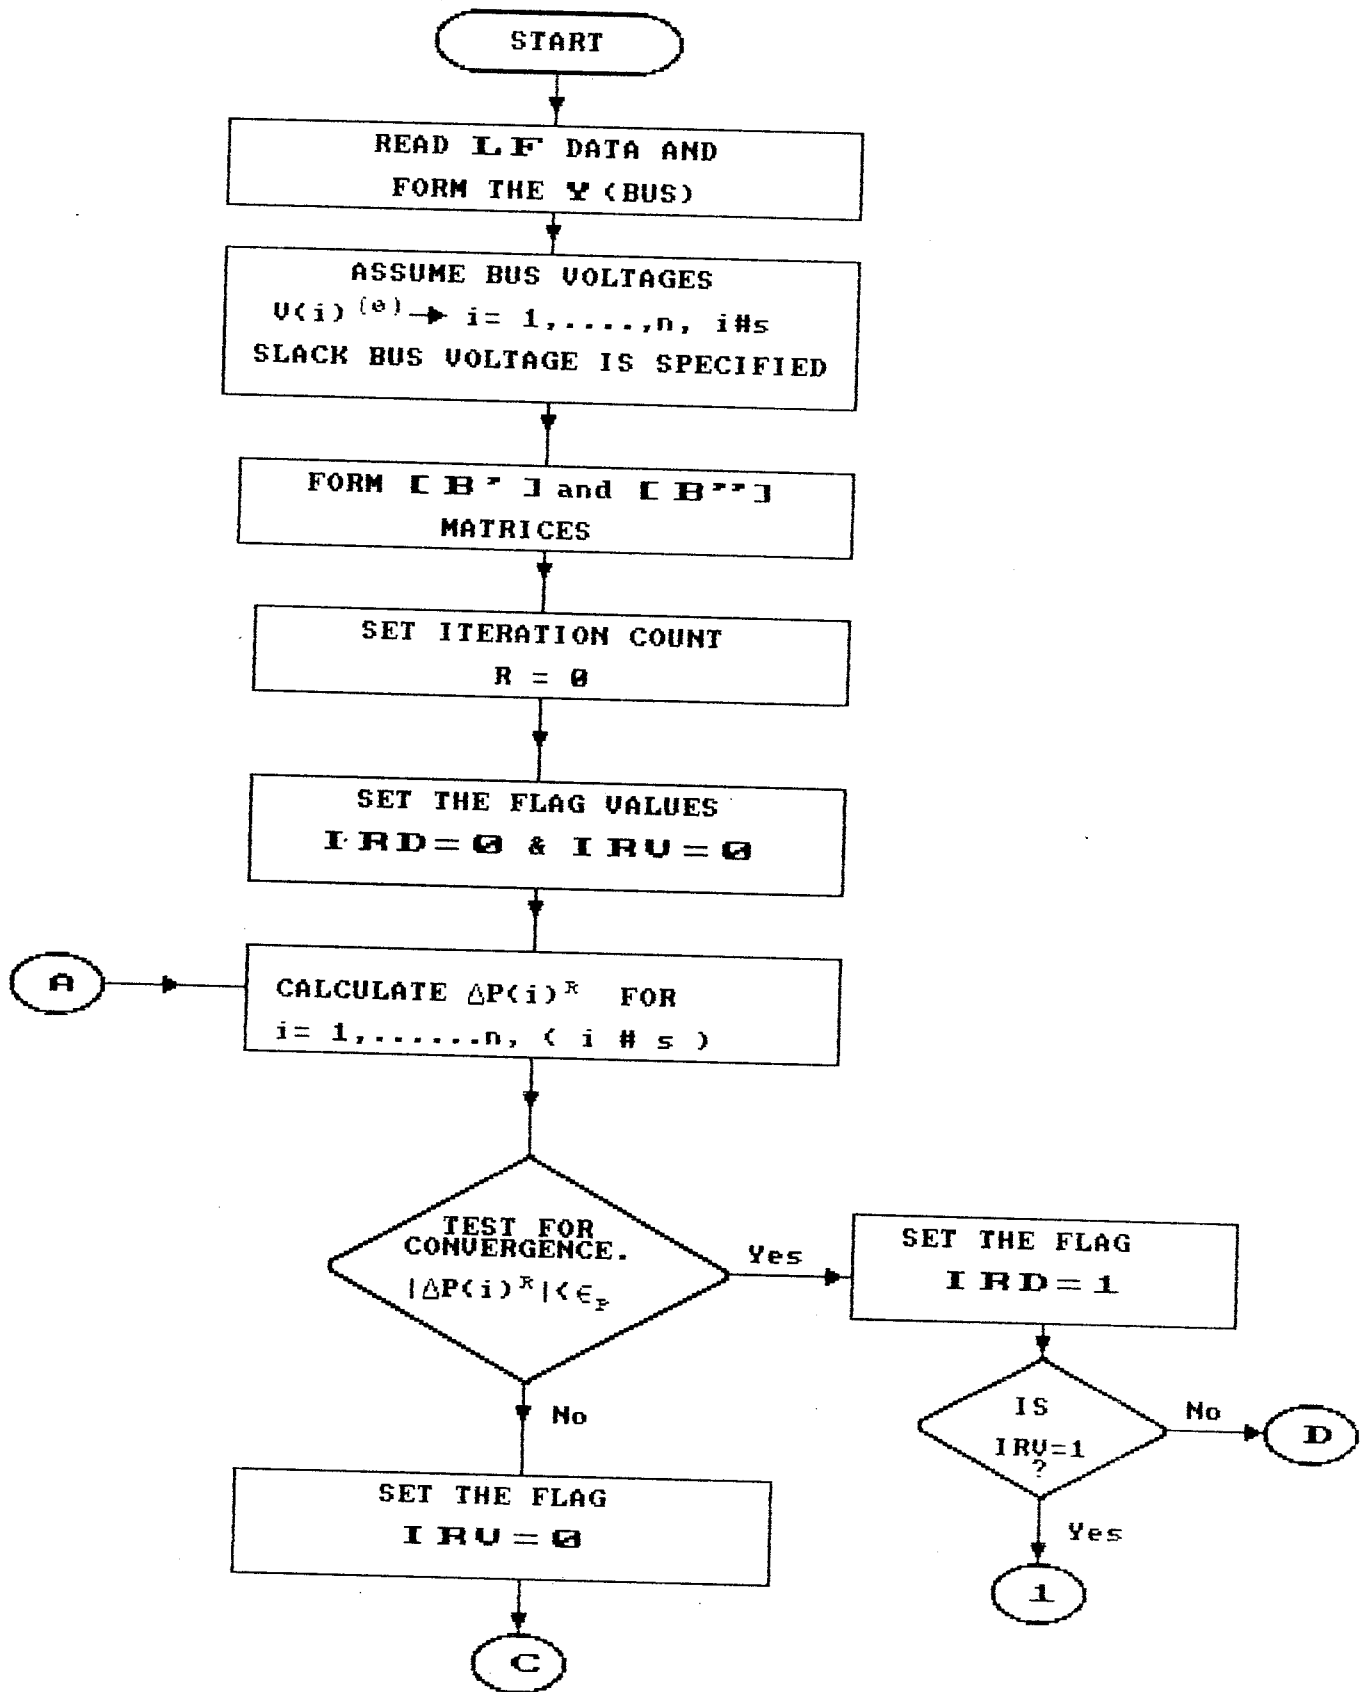 START
READ LF DATA AND
FORM THE Y (BUS)
ASSUME BUS VOLTAGES
V(i)^(0) → i= 1,....,n, i#s
SLACK BUS VOLTAGE IS SPECIFIED
FORM [ B' ] and [ B'' ]
MATRICES
SET ITERATION COUNT
R = 0
SET THE FLAG VALUES
IRD=0 & IRV=0
A
CALCULATE ΔP(i)^R FOR
i= 1,......n, ( i # s )
TEST FOR
CONVERGENCE.
|ΔP(i)^R|<ϵ_P
Yes
SET THE FLAG
IRD=1
IS
IRV=1
?
No
D
Yes
1
No
SET THE FLAG
IRV=0
C